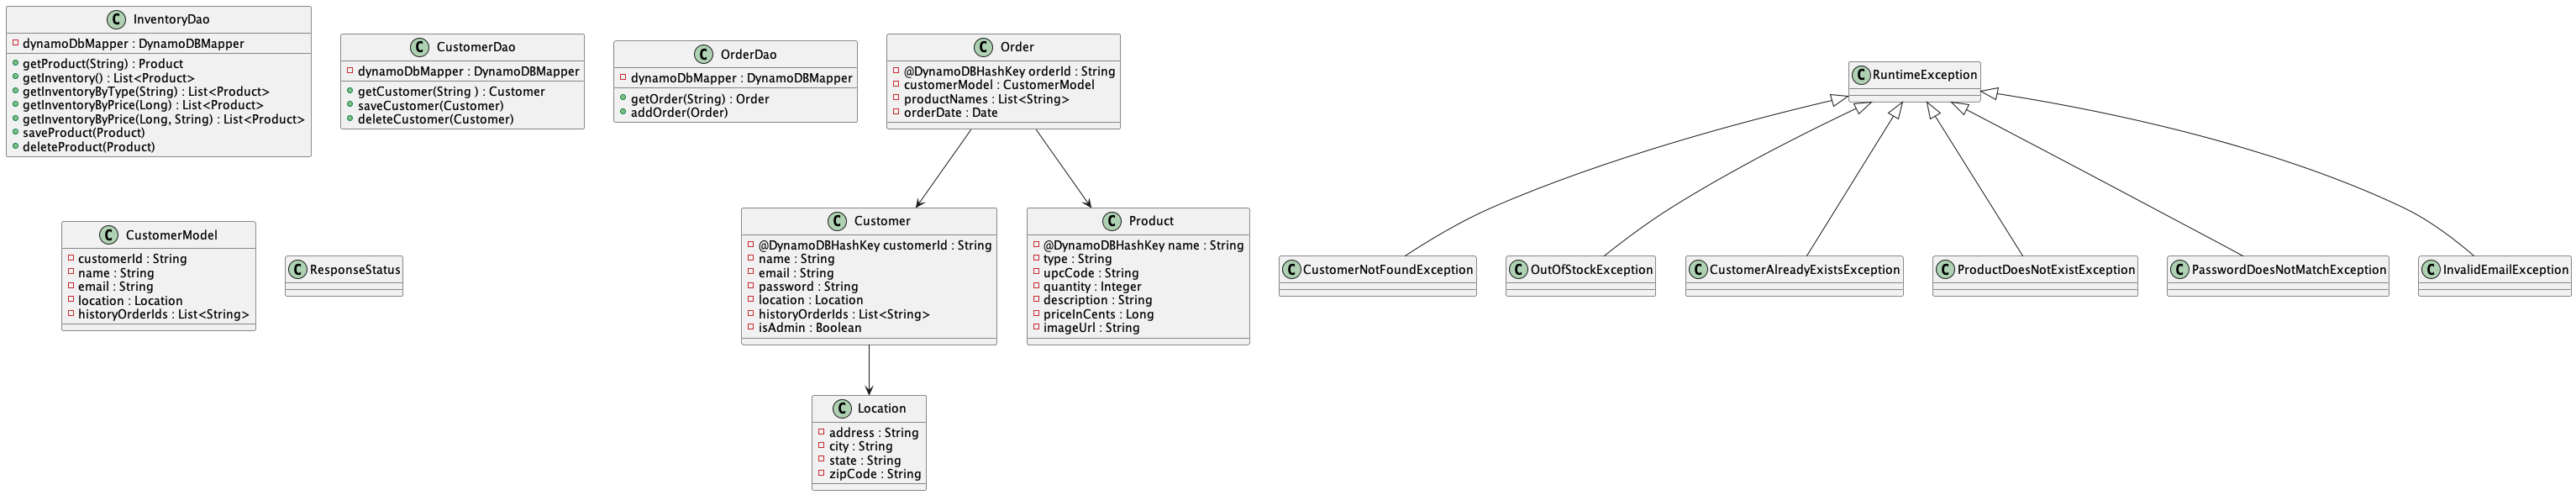 C InventoryDao
dynamoDbMapper : DynamoDBMapper
getProduct(String) : Product
getInventory() : List<Product>
getInventoryByType(String) : List<Product>
getInventoryByPrice(Long) : List<Product>
getInventoryByPrice(Long, String) : List<Product>
saveProduct(Product)
deleteProduct(Product)
C CustomerDao
dynamoDbMapper : DynamoDBMapper
getCustomer(String ) : Customer
saveCustomer(Customer)
deleteCustomer(Customer)
C OrderDao
dynamoDbMapper : DynamoDBMapper
getOrder(String) : Order
addOrder(Order)
C Order
@DynamoDBHashKey orderId : String
customerModel : CustomerModel
productNames : List<String>
orderDate : Date
C RuntimeException
C CustomerModel
customerId : String
name : String
email : String
location : Location
historyOrderIds : List<String>
C ResponseStatus
C Customer
@DynamoDBHashKey customerId : String
name : String
email : String
password : String
location : Location
historyOrderIds : List<String>
isAdmin : Boolean
C Product
@DynamoDBHashKey name : String
type : String
upcCode : String
quantity : Integer
description : String
priceInCents : Long
imageUrl : String
C CustomerNotFoundException
C OutOfStockException
C CustomerAlreadyExistsException
C ProductDoesNotExistException
C PasswordDoesNotMatchException
C InvalidEmailException
C Location
address : String
city : String
state : String
zipCode : String